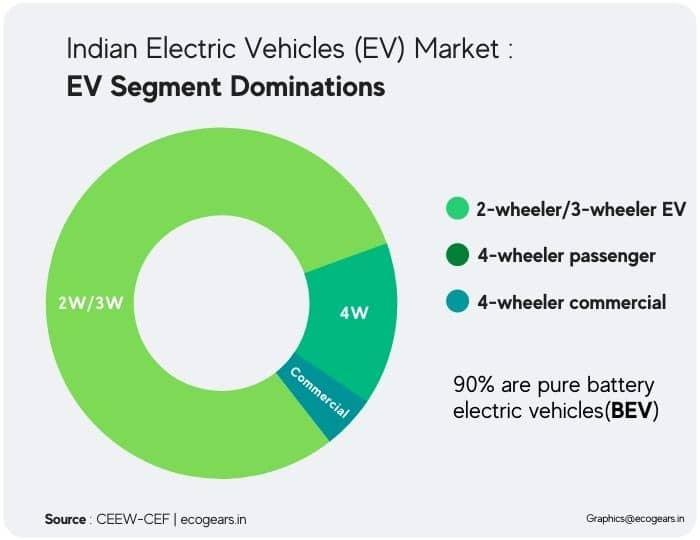 Indian Electric Vehicles (EV) Market :
EV Segment Dominations
2W/3W
4W
Commercial
2-wheeler/3-wheeler EV
4-wheeler passenger
4-wheeler commercial
90% are pure battery
electric vehicles(BEV)
Source : CEEW-CEF | ecogears.in
Graphics@ecogears.in